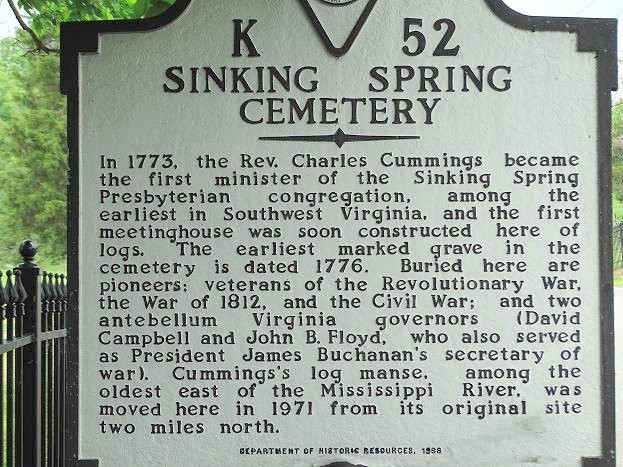 K 52
SINKING SPRING
CEMETERY
In 1773, the Rev. Charles Cummings became
the first minister of the Sinking Spring
Presbyterian congregation, among the
earliest in Southwest Virginia, and the first
meetinghouse was soon constructed here of
logs. The earliest marked grave in the
cemetery is dated 1776. Buried here are
pioneers; veterans of the Revolutionary War,
the War of 1812, and the Civil War; and two
antebellum Virginia governors (David
Campbell and John B. Floyd, who also served
as President James Buchanan's secretary of
war). Cummings's log manse, among the
oldest east of the Mississippi River, was
moved here in 1971 from its original site
two miles north.
DEPARTMENT OF HISTORIC RESOURCES, 1998